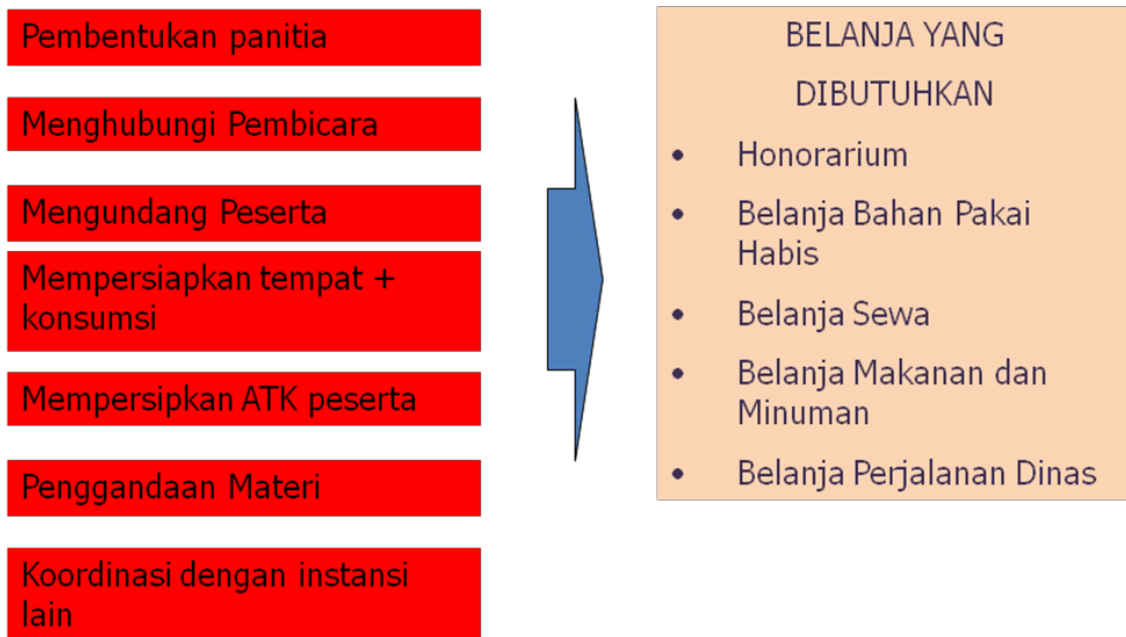 Pembentukan panitia
Menghubungi Pembicara
Mengundang Peserta
Mempersiapkan tempat +
konsumsi
Mempersipkan ATK peserta
Penggandaan Materi
Koordinasi dengan instansi
lain
BELANJA YANG
DIBUTUHKAN
• Honorarium
• Belanja Bahan Pakai
Habis
• Belanja Sewa
• Belanja Makanan dan
Minuman
• Belanja Perjalanan Dinas